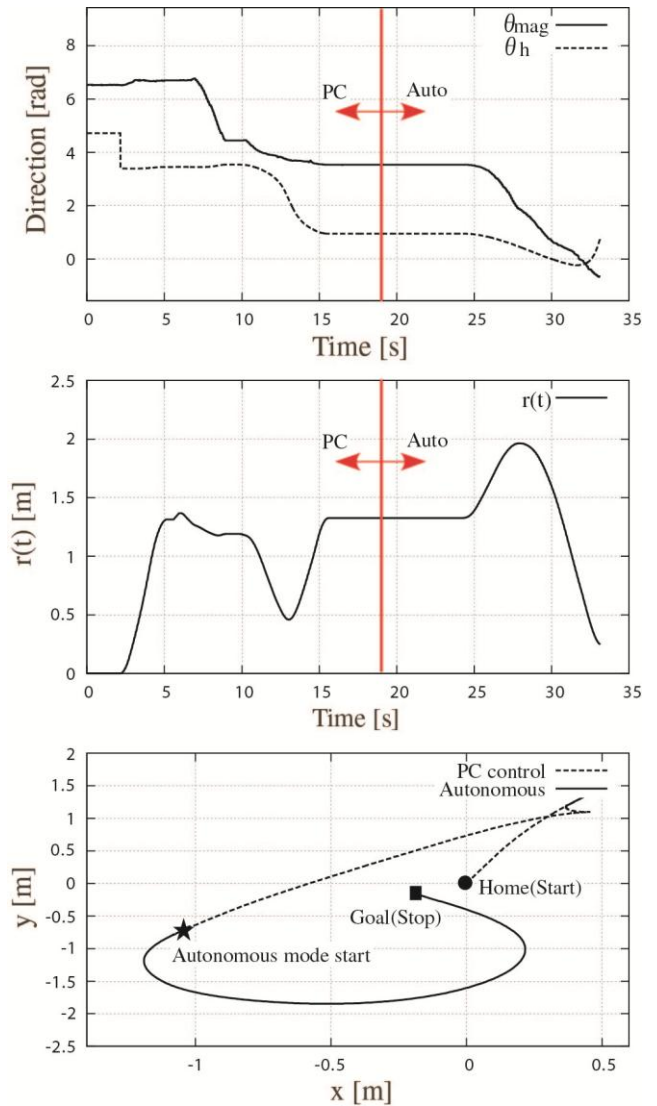 θmag
θh
8
6
4
2
0
Direction [rad]
PC Auto
0 5 10 15 20 25 30 35
Time [s]
2.5
2
1.5
1
0.5
0
r(t) [m]
r(t)
PC Auto
0 5 10 15 20 25 30 35
Time [s]
2
1.5
1
0.5
0
-0.5
-1
-1.5
-2
-2.5
y [m]
PC control
Autonomous
Home(Start)
Goal(Stop)
Autonomous mode start
-1 -0.5 0 0.5
x [m]